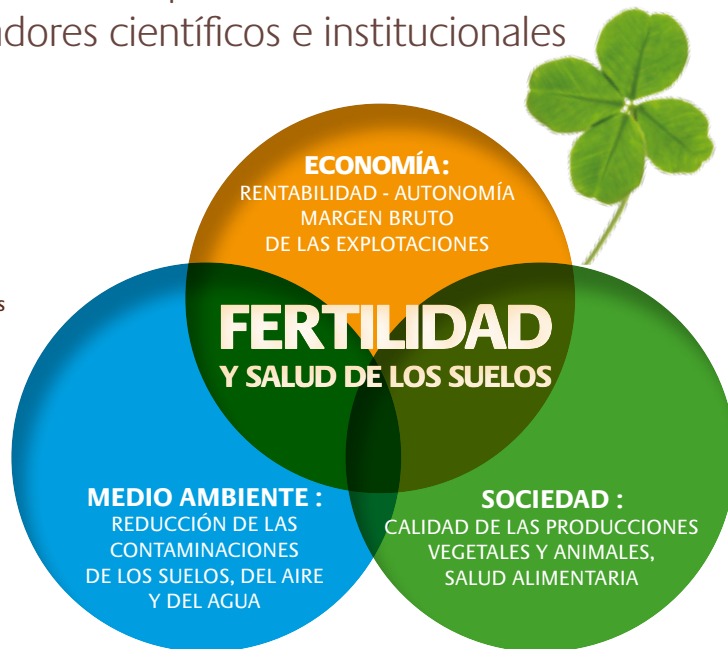 adores científicos e institucionales
ECONOMÍA:
RENTABILIDAD - AUTONOMÍA
MARGEN BRUTO
DE LAS EXPLOTACIONES
FERTILIDAD
Y SALUD DE LOS SUELOS
MEDIO AMBIENTE :
REDUCCIÓN DE LAS
CONTAMINACIONES
DE LOS SUELOS, DEL AIRE
Y DEL AGUA
SOCIEDAD :
CALIDAD DE LAS PRODUCCIONES
VEGETALES Y ANIMALES,
SALUD ALIMENTARIA